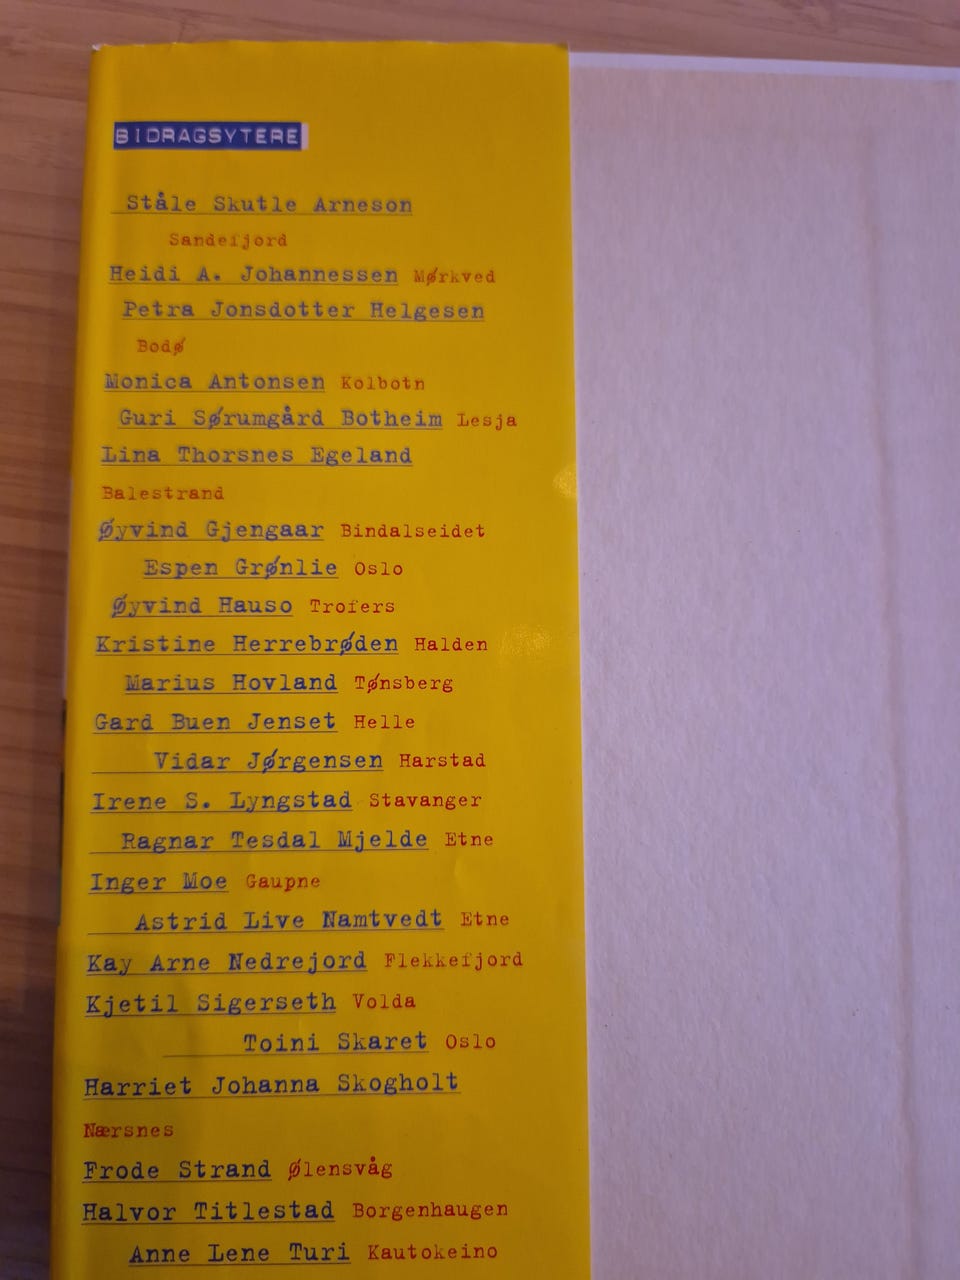 BIDRAGSYTERE
Ståle Skutle Arneson
Sandefjord
Heidi A. Johannessen Mørkved
Petra Jonsdotter Helgesen
Bodø
Monica Antonsen Kolbotn
Guri Sørumgård Botheim Lesja
Lina Thorsnes Egeland
Balestrand
Øyvind Gjengaar Bindalseidet
Espen Grønlie Oslo
Øyvind Hauso Trofors
Kristine Herrebrøden Halden
Marius Hovland Tønsberg
Gard Buen Jenset Helle
Vidar Jørgensen Harstad
Irene S. Lyngstad Stavanger
Ragnar Tesdal Mjelde Etne
Inger Moe Gaupne
Astrid Live Namtvedt Etne
Kay Arne Nedrejord Flekkefjord
Kjetil Sigerseth Volda
Toini Skaret Oslo
Harriet Johanna Skogholt
Nærsnes
Frode Strand Ølensvåg
Halvor Titlestad Borgenhaugen
Anne Lene Turi Kautokeino